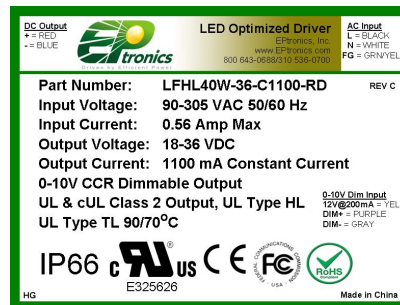 DC Output
+ = RED
- = BLUE
EPtronics
Driven by Efficient Power
LED Optimized Driver
EPtronics, Inc.
www.EPtronics.com
800 643-0688/310 536-0700
AC Input
L = BLACK
N = WHITE
FG = GRN/YEL
Part Number: LFHL40W-36-C1100-RD REV C
Input Voltage: 90-305 VAC 50/60 Hz
Input Current: 0.56 Amp Max
Output Voltage: 18-36 VDC
Output Current: 1100 mA Constant Current
0-10V CCR Dimmable Output
UL & cUL Class 2 Output, UL Type HL
UL Type TL 90/70°C
0-10V Dim Input
12V@200mA = YEL
DIM+ = PURPLE
DIM- = GRAY
IP66 c RU ® US CE FC
FEDERAL COMMUNICATIONS COMMISSION
· USA ·
RoHS
COMPLIANT
E325626
HG
Made in China